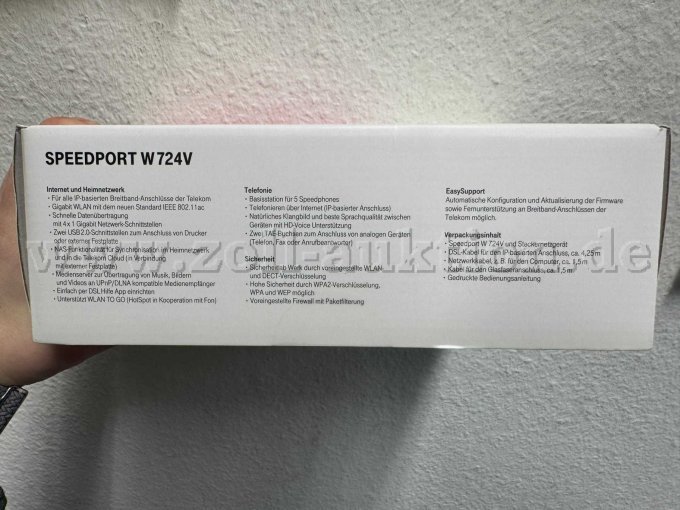 SPEEDPORT W 724V
Internet und Heimnetzwerk
• Für alle IP-basierten Breitband-Anschlüsse der Telekom
• Gigabit WLAN mit dem neuen Standard IEEE 802.11ac
• Schnelle Datenübertragung
mit 4 x 1 Gigabit Netzwerk-Schnittstellen
• Zwei USB 2.0-Schnittstellen zum Anschluss von Drucker
oder externer Festplatte
• NAS-Funktionalität für Synchronisation im Heimnetzwerk
und in die Telekom Cloud (in Verbindung
mit externer Festplatte)
• Medienserver zur Übertragung von Musik, Bildern
und Videos an UPnP/DLNA kompatible Medienempfänger
• Einfach per DSL Hilfe App einrichten
• Unterstützt WLAN TO GO (HotSpot in Kooperation mit Fon)
Telefonie
• Basisstation für 5 Speedphones
• Telefonieren über Internet (IP-basierter Anschluss)
• Natürliches Klangbild und beste Sprachqualität zwischen
Geräten mit HD-Voice Unterstützung
• Zwei TAE-Buchsen zum Anschluss von analogen Geräten
(Telefon, Fax oder Anrufbeantworter)
Sicherheit
• Sicherheit ab Werk durch voreingestellte WLAN-
und DECT-Verschlüsselung
• Hohe Sicherheit durch WPA2-Verschlüsselung,
WPA und WEP möglich
• Voreingestellte Firewall mit Paketfilterung
EasySupport
Automatische Konfiguration und Aktualisierung der Firmware
sowie Fernunterstützung an Breitband-Anschlüssen der
Telekom möglich.
Verpackungsinhalt
• Speedport W 724V und Stecknetzgerät
• DSL-Kabel für den IP-basierten Anschluss, ca. 4,25 m
• Netzwerkkabel, z. B. für den Computer, ca. 1,5 m
• Kabel für den Glasfaseranschluss, ca. 1,5 m
• Gedruckte Bedienungsanleitung
www.zoll-auktion.de